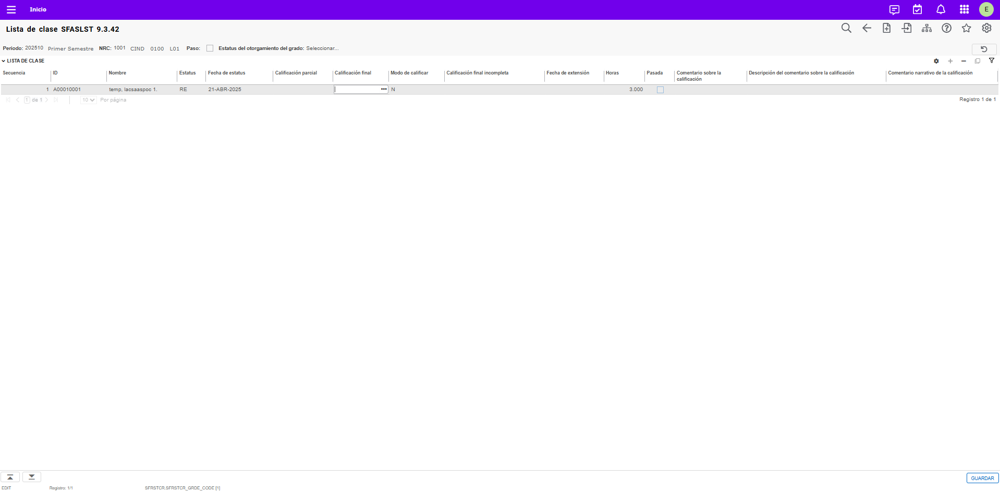 Inicio
E
Lista de clase SFASLST 9.3.42
Periodo: 202510 Primer Semestre NRC: 1001 CIND 0100 L01 Paso: Estatus del otorgamiento del grado: Seleccionar...
LISTA DE CLASE
Secuencia ID Nombre Estatus Fecha de estatus Calificación parcial Calificación final Modo de calificar Calificación final incompleta Fecha de extensión Horas Pasada Comentario sobre la calificación Descripción del comentario sobre la calificación Comentario narrativo de la calificación
1 A00010001 temp, lacsaaspoc 1. RE 21-ABR-2025 N 3.000
1 de 1 10 Por página Registro 1 de 1
GUARDAR
EDIT Registro: 1/1 SFRSTCR.SFRSTCR_GRDE_CODE [1]